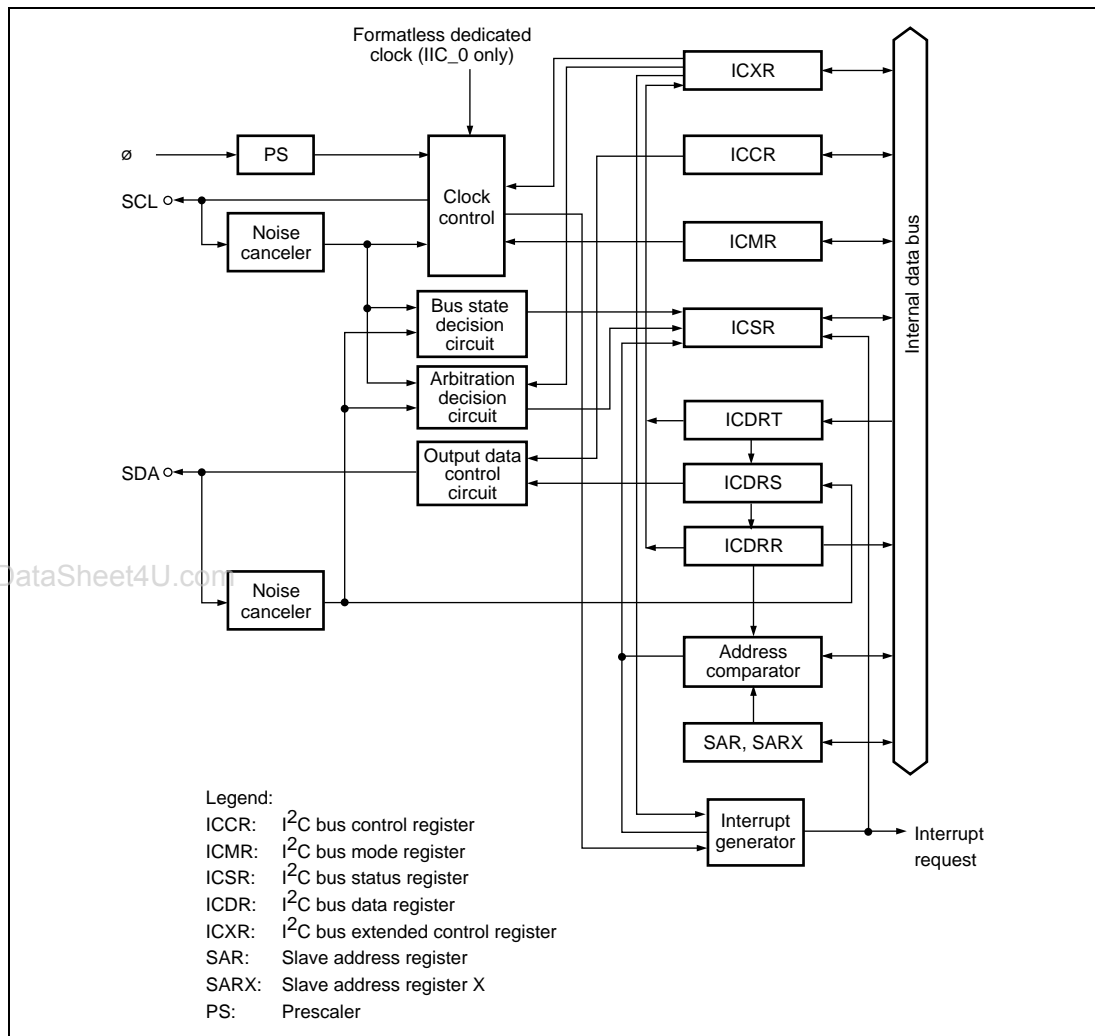 Formatless dedicated
clock (IIC_0 only)
ø
PS
SCL
Clock
control
Noise
canceler
Bus state
decision
circuit
Arbitration
decision
circuit
SDA
Output data
control
circuit
Noise
canceler
ICXR
ICCR
ICMR
ICSR
ICDRT
ICDRS
ICDRR
Address
comparator
SAR, SARX
Interrupt
generator
Interrupt
request
Internal data bus
DataSheet4U.com
Legend:
ICCR: I²C bus control register
ICMR: I²C bus mode register
ICSR: I²C bus status register
ICDR: I²C bus data register
ICXR: I²C bus extended control register
SAR: Slave address register
SARX: Slave address register X
PS: Prescaler